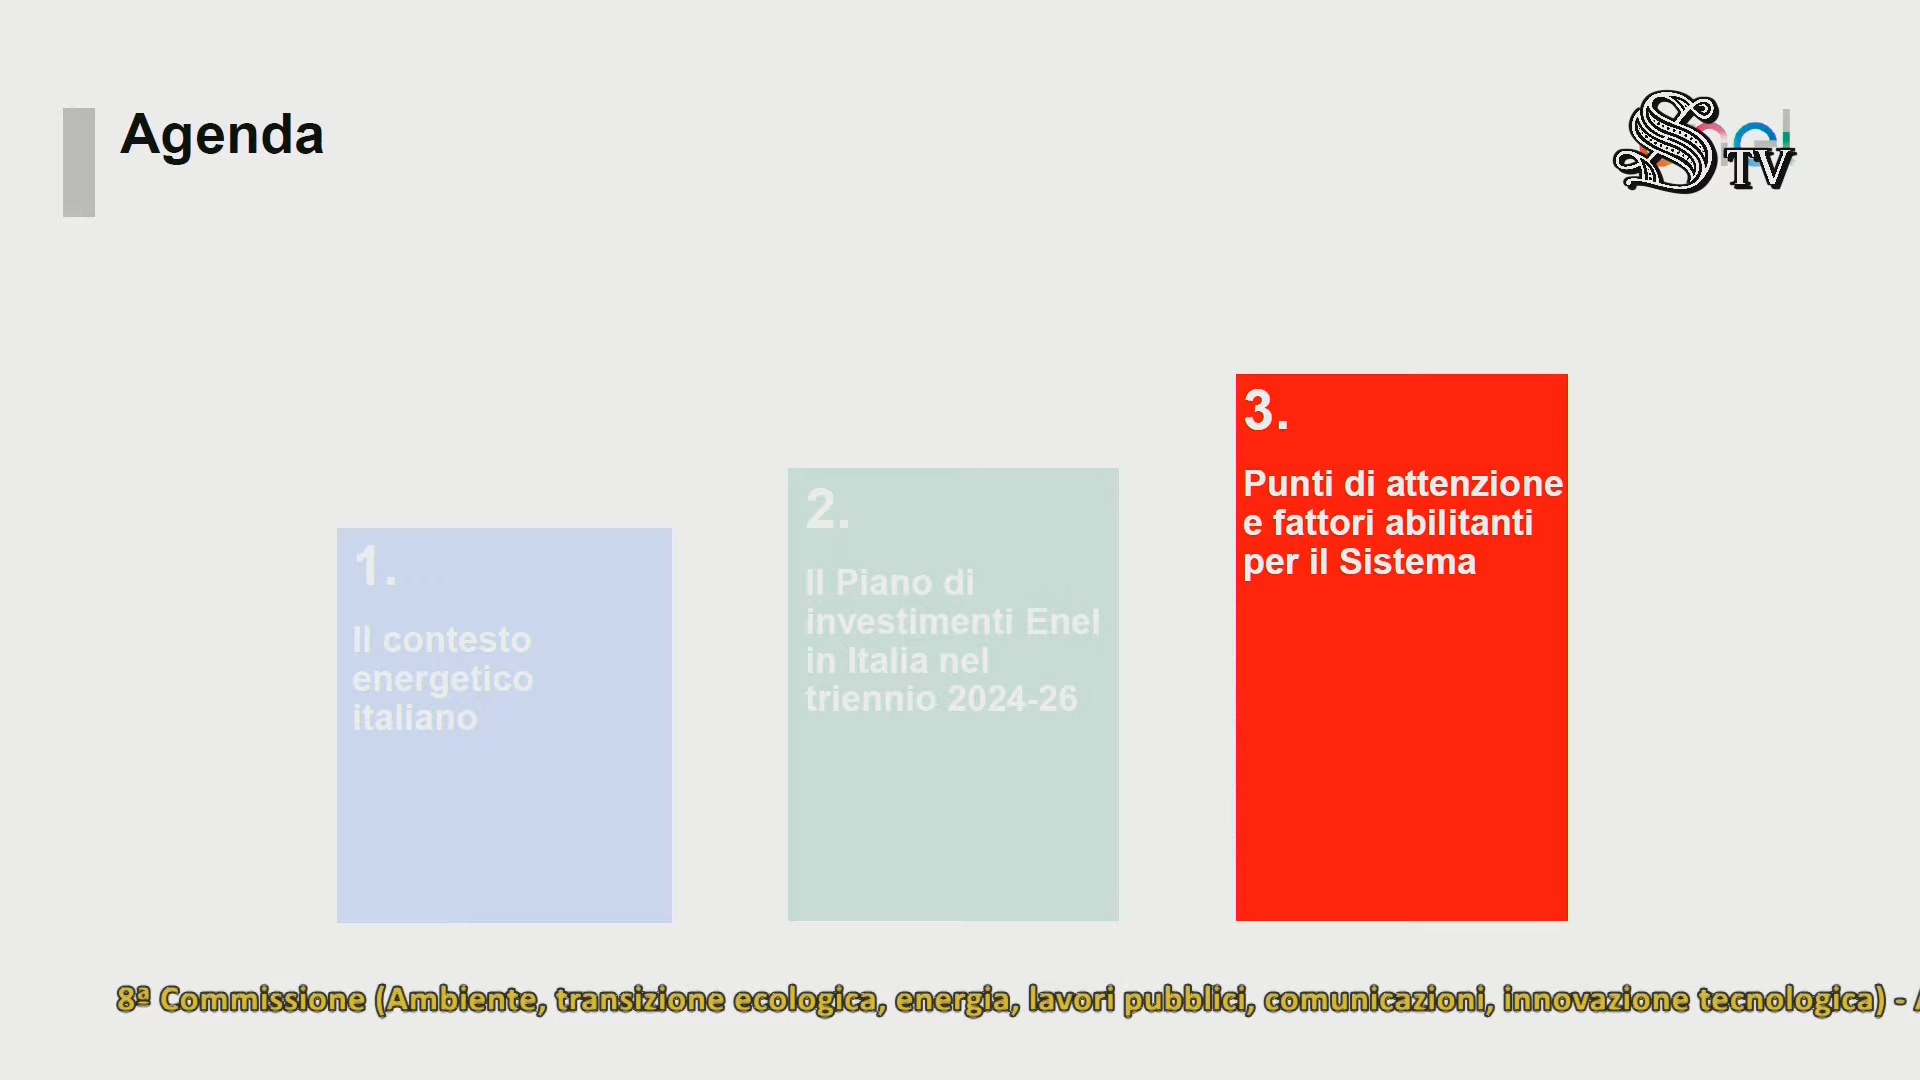 Agenda
S TV
1.
Il contesto
energetico
italiano
2.
Il Piano di
investimenti Enel
in Italia nel
triennio 2024-26
3.
Punti di attenzione
e fattori abilitanti
per il Sistema
8ª Commissione (Ambiente, transizione ecologica, energia, lavori pubblici, comunicazioni, innovazione tecnologica) -